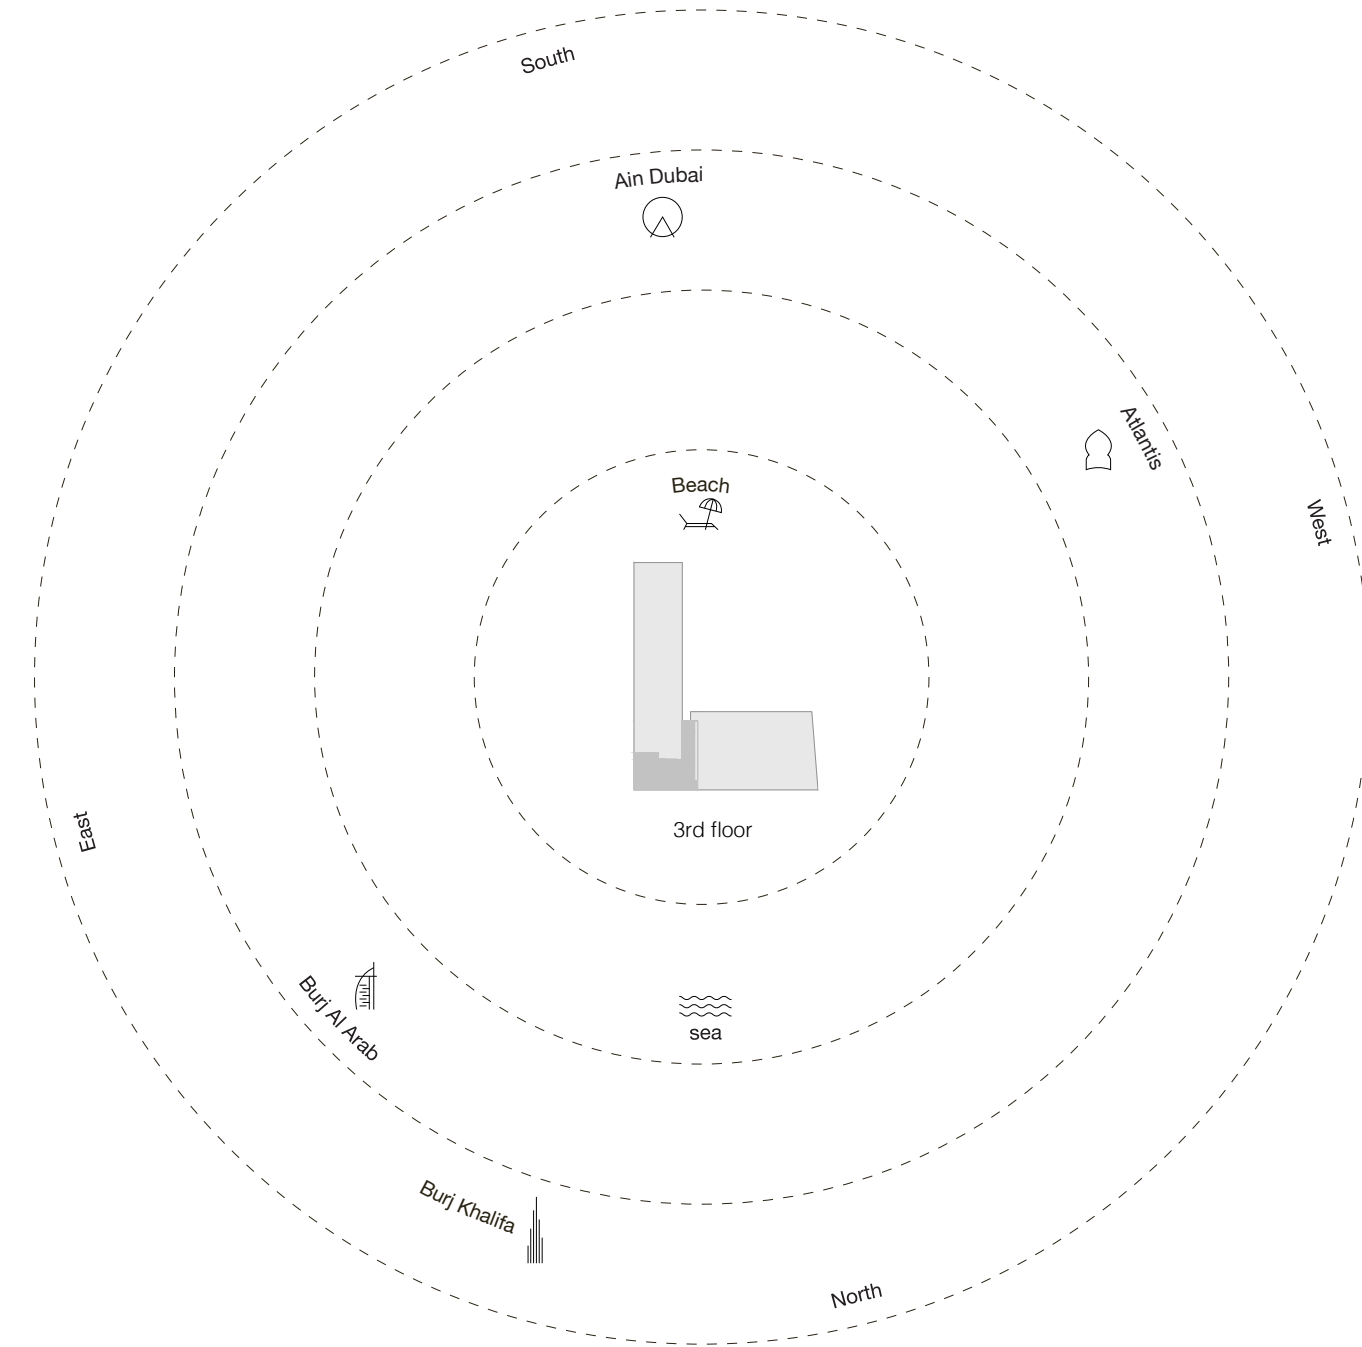 South
Ain Dubai
Atlantis
Beach
West
3rd floor
East
Burj Al Arab
sea
Burj Khalifa
North